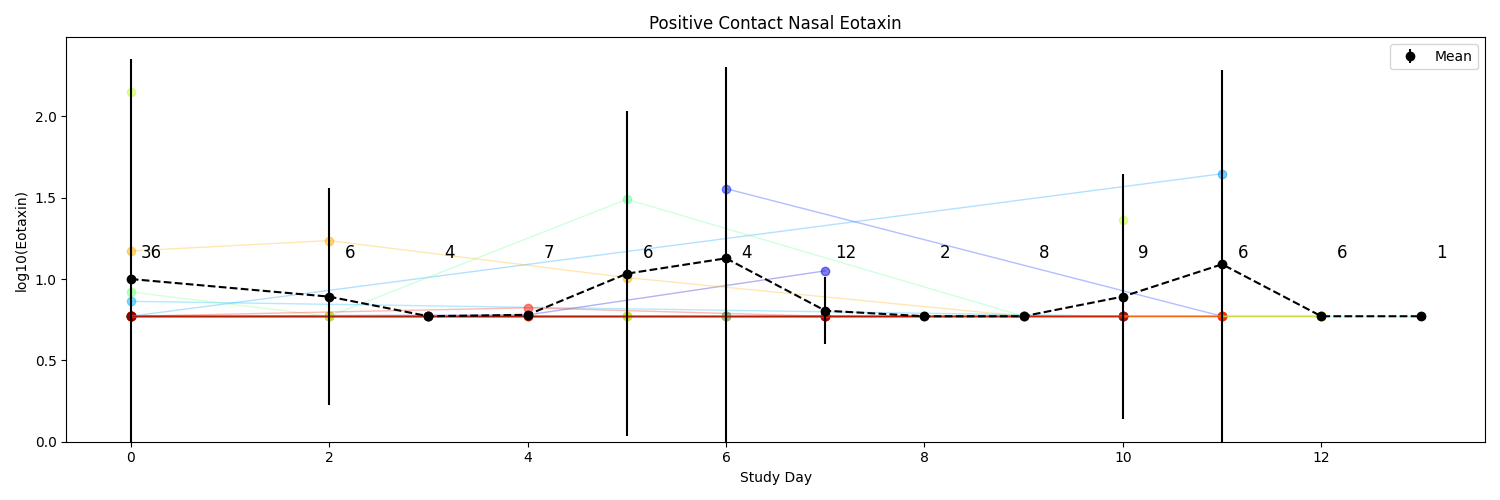 Positive Contact Nasal Eotaxin
Mean
log10(Eotaxin)
2.0
1.5
1.0
0.5
0.0
36 6 4 7 6 4 12 2 8 9 6 6 1
0 2 4 6 8 10 12
Study Day